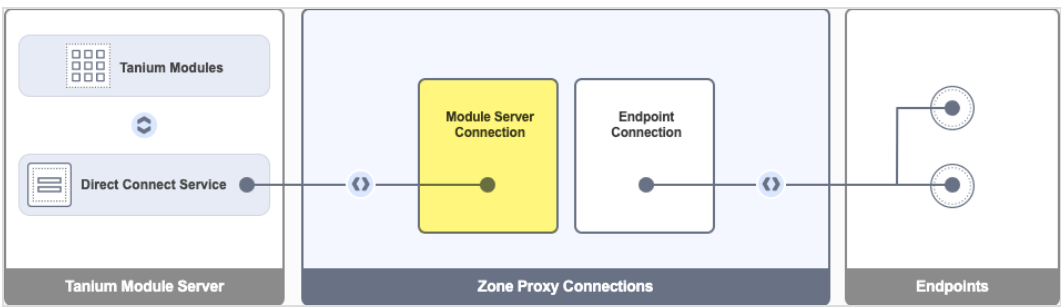 Tanium Modules
Direct Connect Service
Tanium Module Server
Module Server
Connection
Endpoint
Connection
Zone Proxy Connections
Endpoints